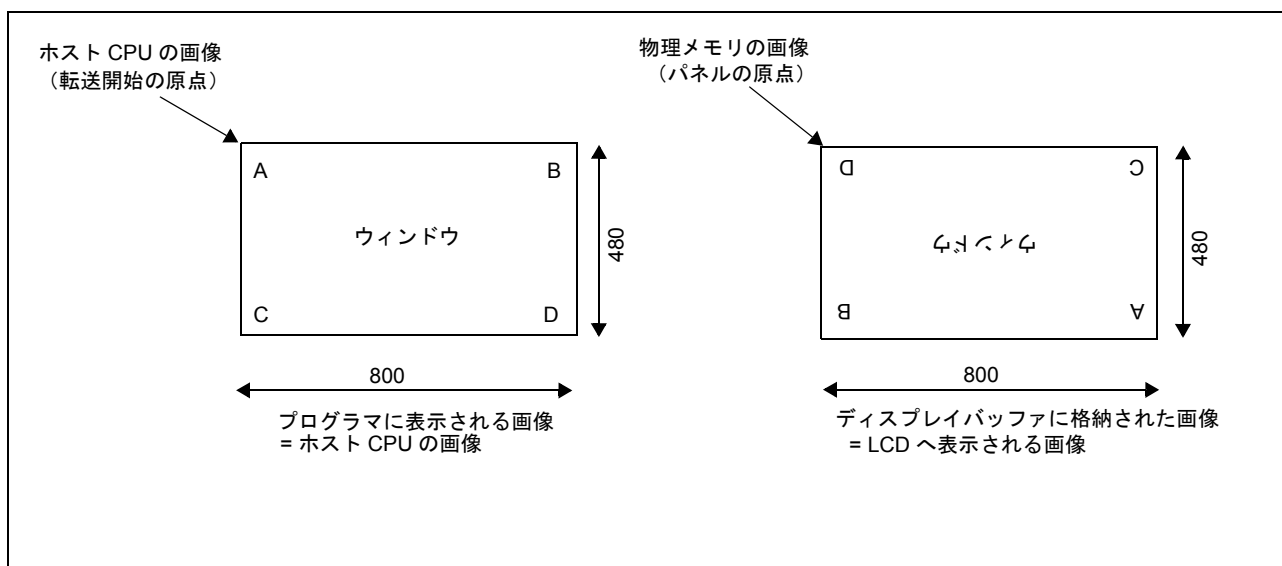 ホスト CPU の画像
（転送開始の原点）
A
B
ウィンドウ
C
D
480
800
プログラマに表示される画像
= ホスト CPU の画像
物理メモリの画像
（パネルの原点）
D
C
ウィンドウ
B
A
480
800
ディスプレイバッファに格納された画像
= LCD へ表示される画像